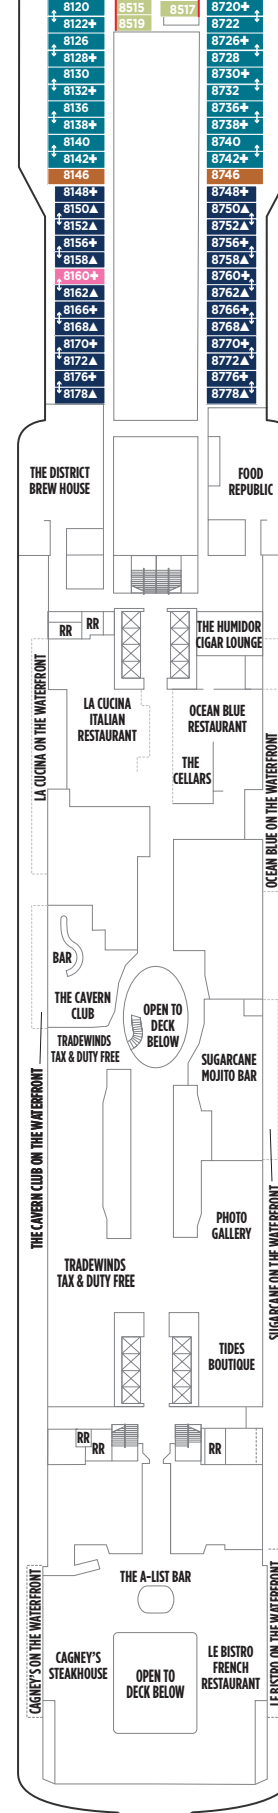 8120 8515 8517 8720+
8122+ 8519 8722
8126 8726+
8128+ 8728
8130 8730+
8132+ 8732
8136 8736+
8138+ 8738+
8140 8740
8142+ 8742+
8146 8746
8148+ 8748+
8150▲ 8750▲
8152▲ 8752▲
8156+ 8756+
8158▲ 8758▲
8160+ 8760+
8162▲ 8762▲
8166+ 8766+
8168▲ 8768▲
8170+ 8770+
8172▲ 8772▲
8176+ 8776+
8178▲ 8778▲
THE DISTRICT
BREW HOUSE
FOOD
REPUBLIC
RR
RR
THE HUMIDOR
CIGAR LOUNGE
LA CUCINA ON THE WATERFRONT
LA CUCINA
ITALIAN
RESTAURANT
OCEAN BLUE
RESTAURANT
THE
CELLARS
OCEAN BLUE ON THE WATERFRONT
BAR
THE CAVERN
CLUB
OPEN TO
DECK
BELOW
TRADEWINDS
TAX & DUTY FREE
SUGARCANE
MOJITO BAR
THE CAVERN CLUB ON THE WATERFRONT
PHOTO
GALLERY
SUGARCANE ON THE WATERFRONT
TRADEWINDS
TAX & DUTY FREE
TIDES
BOUTIQUE
RR
RR
RR
THE A-LIST BAR
CAGNEY'S ON THE WATERFRONT
CAGNEY'S
STEAKHOUSE
OPEN TO
DECK BELOW
LE BISTRO
FRENCH
RESTAURANT
LE BISTRO ON THE WATERFRONT